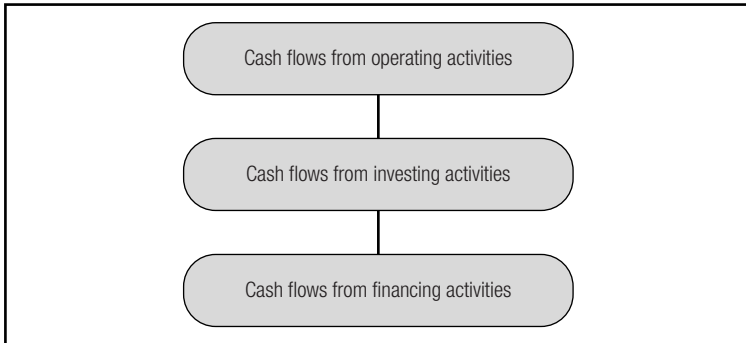 Cash flows from operating activities
Cash flows from investing activities
Cash flows from financing activities